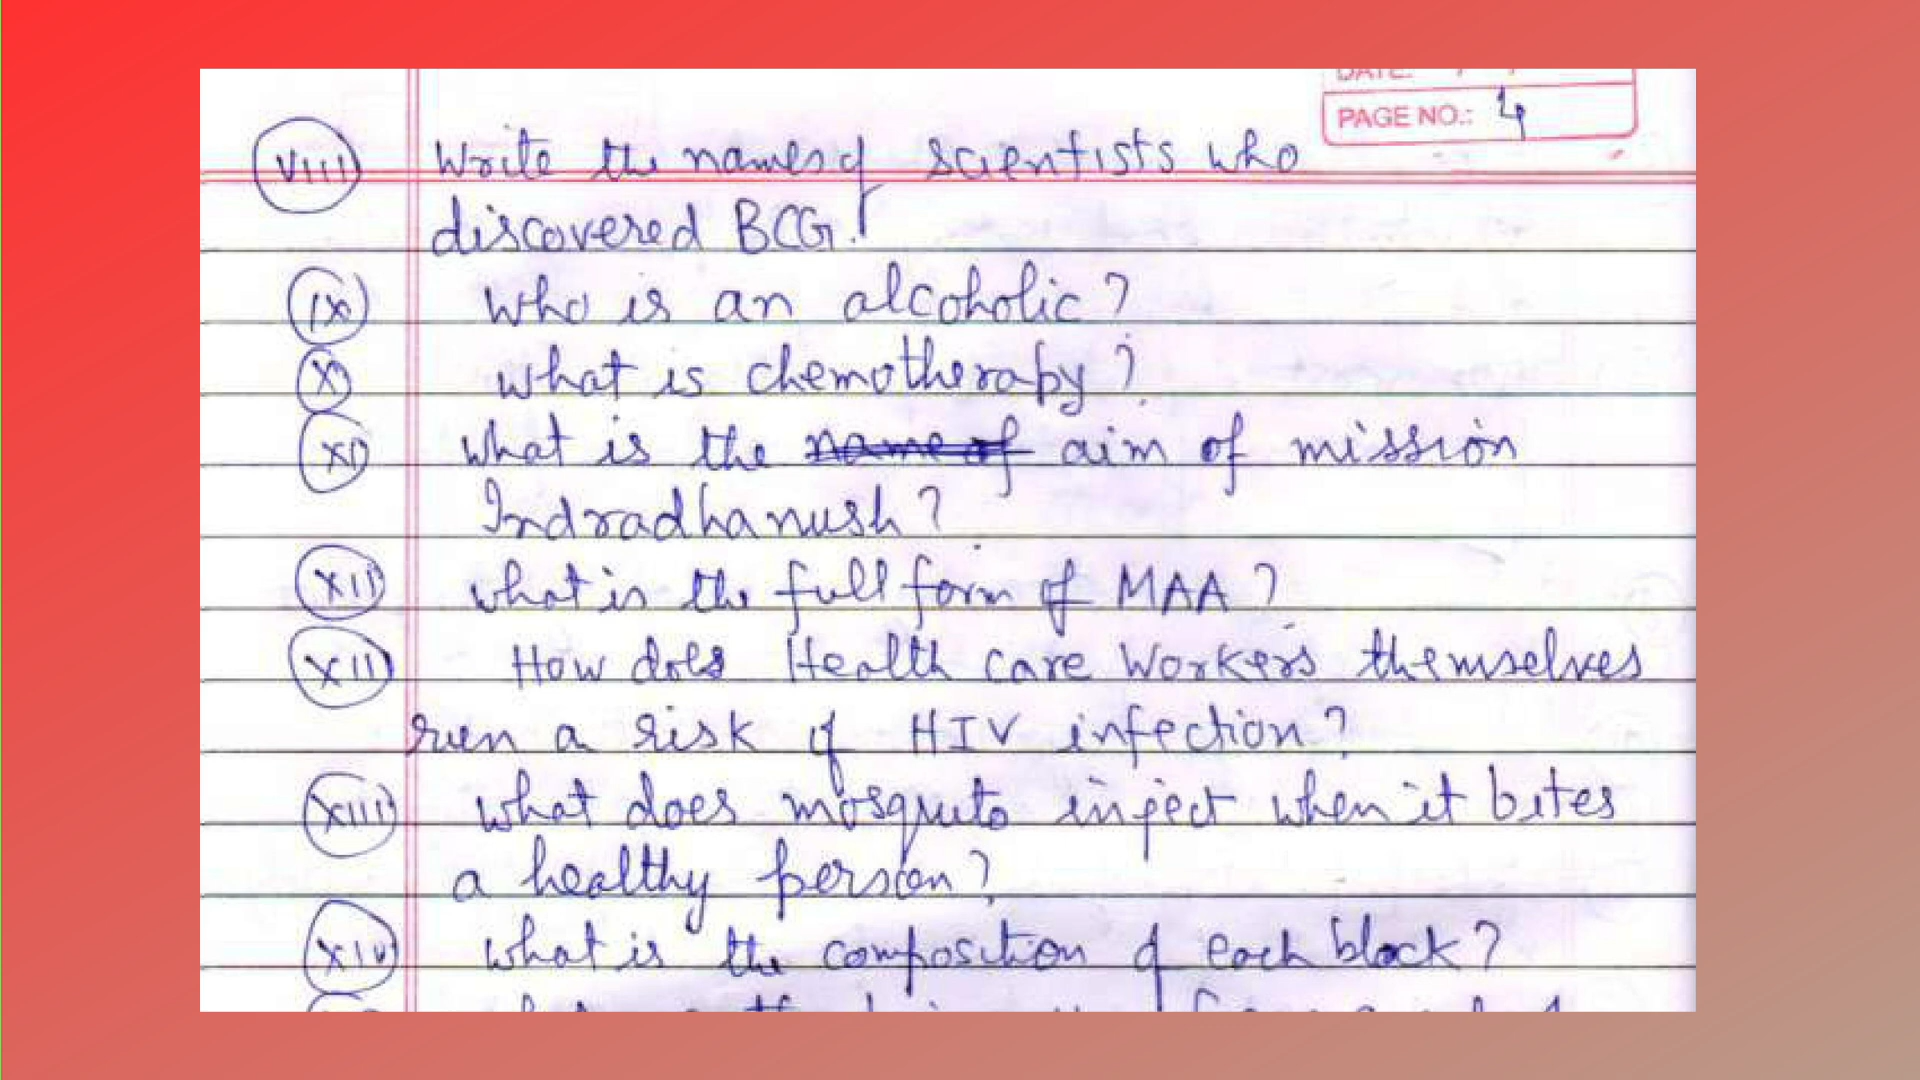 DATE:
PAGE NO.: 4
VIII Write the names of scientists who
discovered BCG.
IX Who is an alcoholic?
X What is chemotherapy?
XI What is the name of aim of mission
Indradhanush?
XII What is the full form of MAA?
XII How does Health care Workers themselves
run a risk of HIV infection?
XIII What does mosquito inject when it bites
a healthy person?
XIV What is the composition of each block?